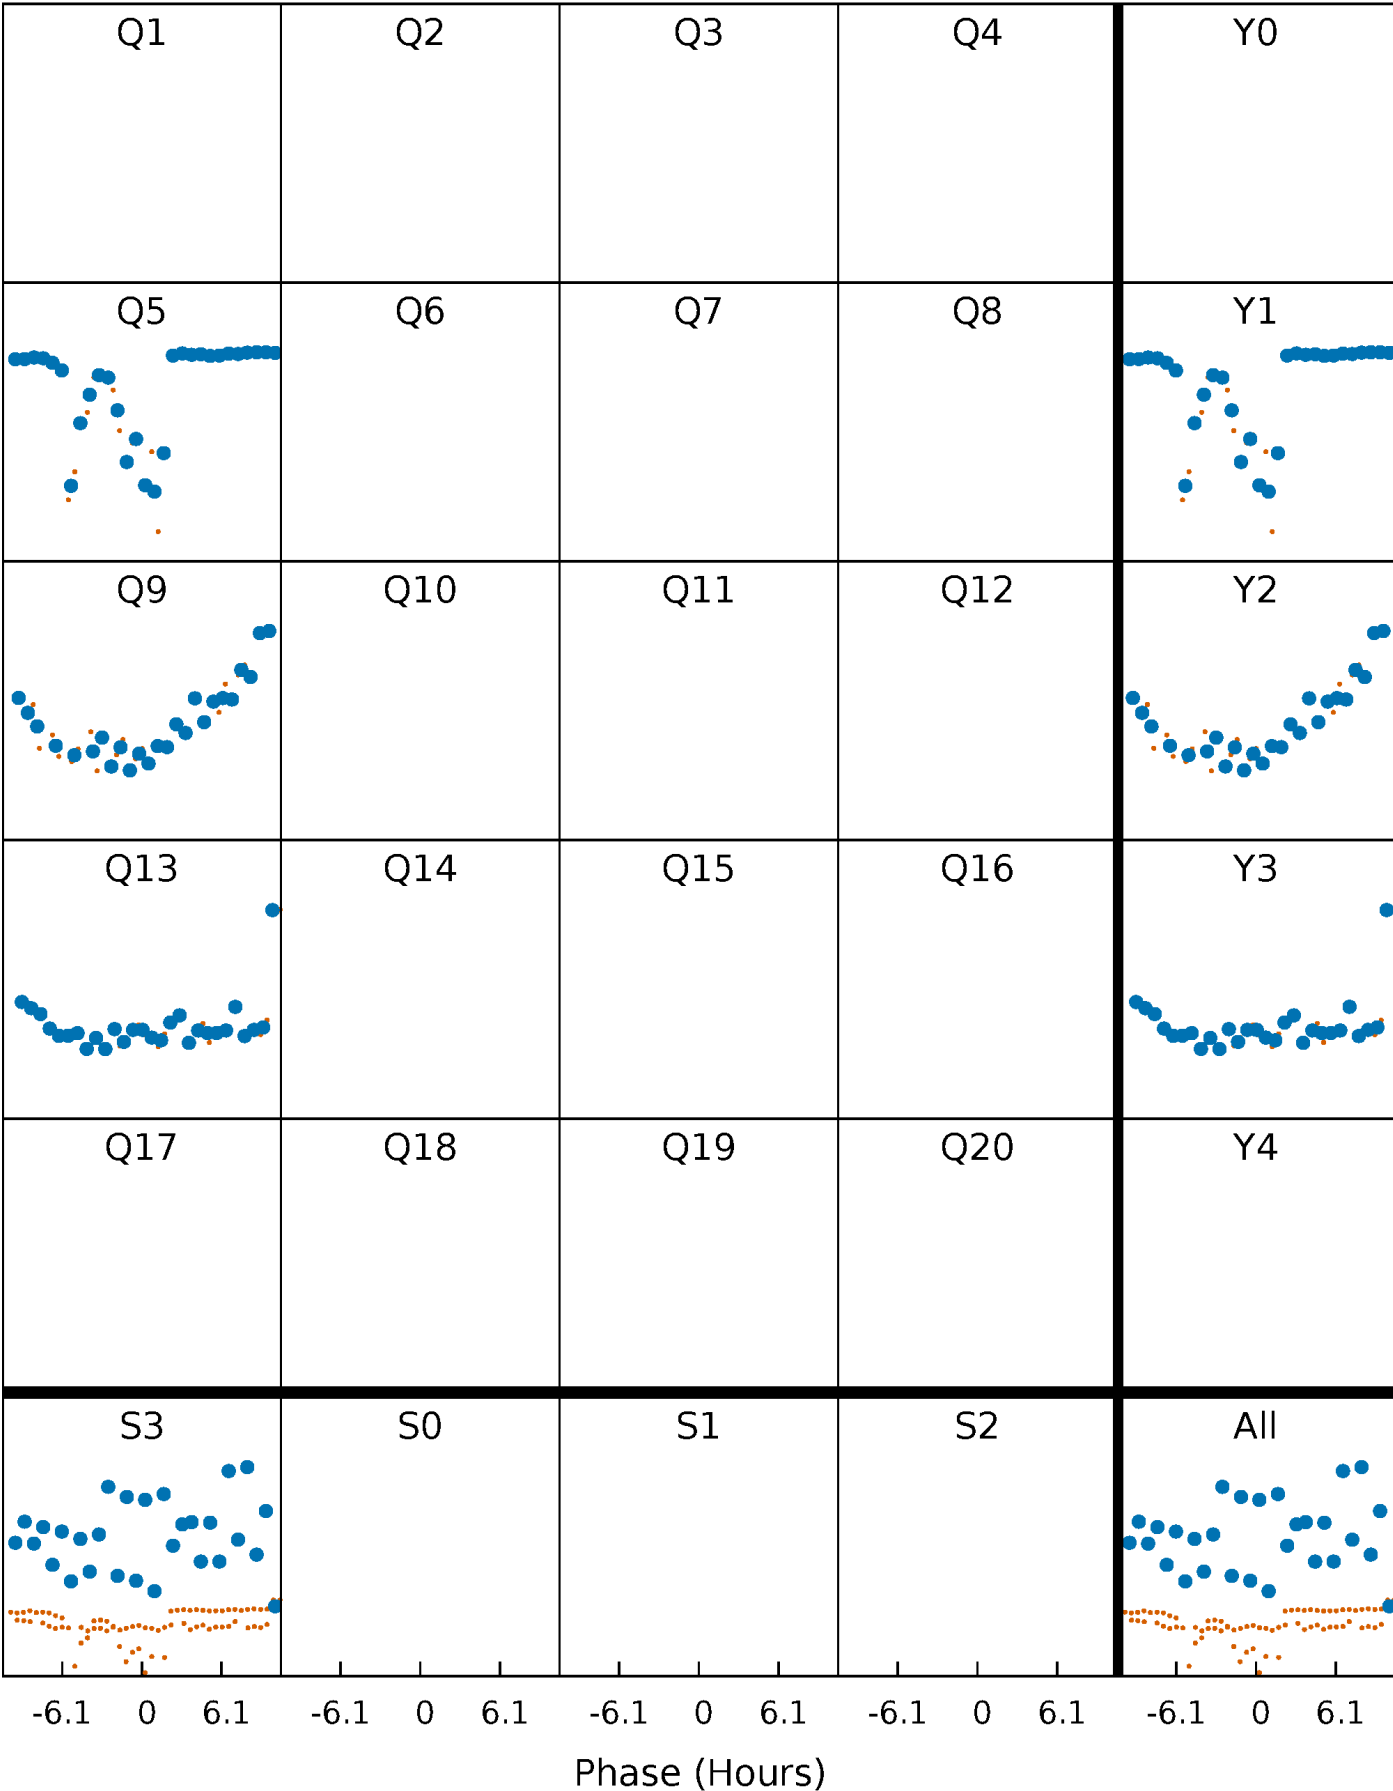 Q1 Q2 Q3 Q4 Y0
Q5 Q6 Q7 Q8 Y1
Q9 Q10 Q11 Q12 Y2
Q13 Q14 Q15 Q16 Y3
Q17 Q18 Q19 Q20 Y4
S3 S0 S1 S2 All
-6.1 0 6.1 -6.1 0 6.1 -6.1 0 6.1 -6.1 0 6.1 -6.1 0 6.1
Phase (Hours)